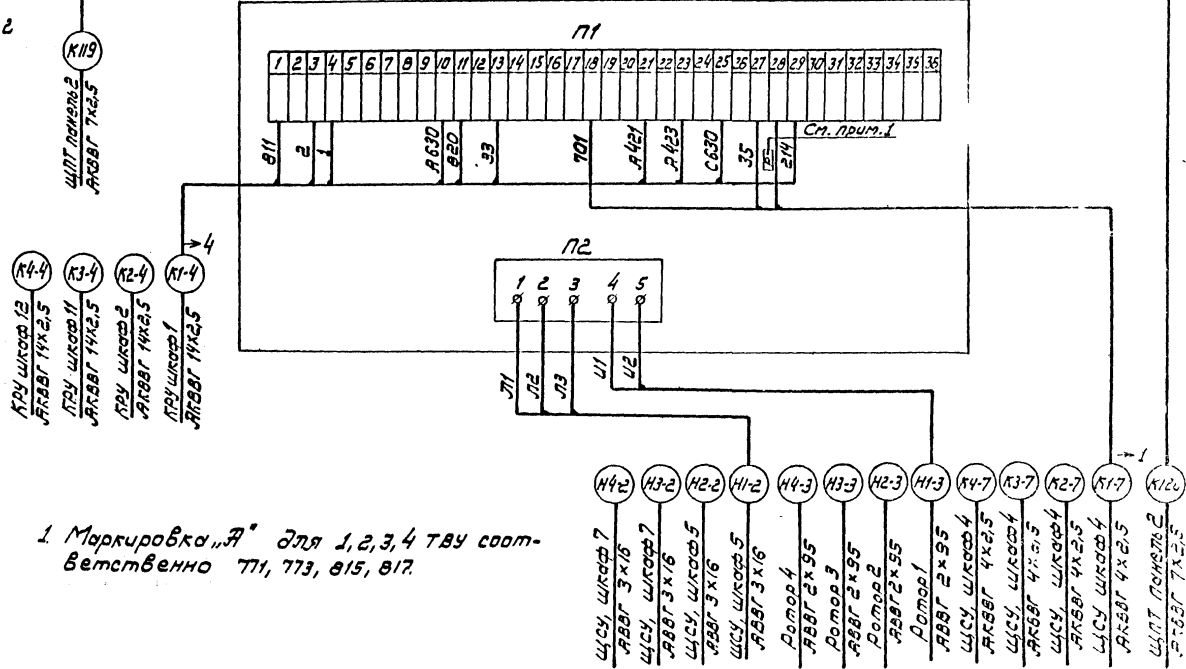 2
К119
ЩПТ панель 2
АКВВГ 7х2,5
П1
1 2 3 4 5 6 7 8 9 10 11 12 13 14 15 16 17 18 19 20 21 22 23 24 25 26 27 28 29 30 31 32 33 34 35 36
См. прим. 1
811 2 1 А630 820 33 701 А421 А423 С630 35 214
4
К4-4 К3-4 К2-4 К1-4
КРУ шкаф 12
АКВВГ 14х2,5
КРУ шкаф 11
АКВВГ 14х2,5
КРУ шкаф 2
АКВВГ 14х2,5
КРУ шкаф 1
АКВВГ 14х2,5
П2
1 2 3 4 5
Л1 Л2 Л3 И1 И2
1
Н4-2 Н3-2 Н2-2 Н1-2 Н4-3 Н3-3 Н2-3 Н1-3 К4-7 К3-7 К2-7 К1-7
ЩСУ, шкаф 7
АВВГ 3х16
ЩСУ, шкаф 7
АВВГ 3х16
ЩСУ, шкаф 5
АВВГ 3х16
ЩСУ, шкаф 5
АВВГ 3х16
Ротор 4
АВВГ 2х95
Ротор 3
АВВГ 2х95
Ротор 2
АВВГ 2х95
Ротор 1
АВВГ 2х95
ЩСУ, шкаф 4
АКВВГ 4х2,5
ЩСУ, шкаф 4
АКВВГ 4х2,5
ЩСУ, шкаф 4
АКВВГ 4х2,5
ЩСУ шкаф 4
АКВВГ 4х2,5
ЩПТ панель 2
АКВВГ 7х2,5
1. Маркировка „А" для 1,2,3,4 ТВУ соот-
ветственно 771, 773, 815, 817.